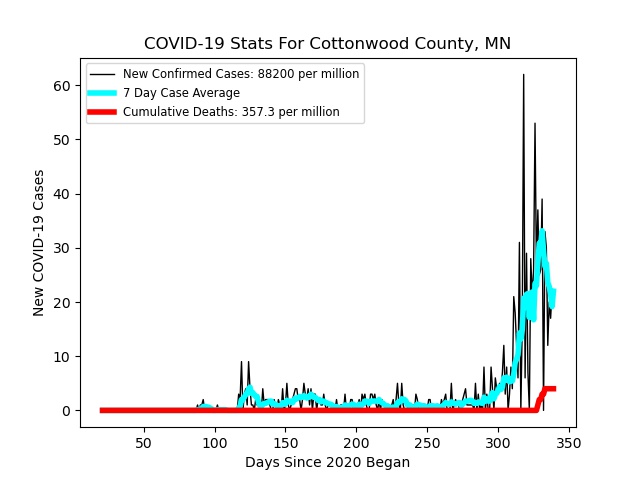 COVID-19 Stats For Cottonwood County, MN
New Confirmed Cases: 88200 per million
7 Day Case Average
Cumulative Deaths: 357.3 per million
New COVID-19 Cases
60
50
40
30
20
10
0
50
100
150
200
250
300
350
Days Since 2020 Began